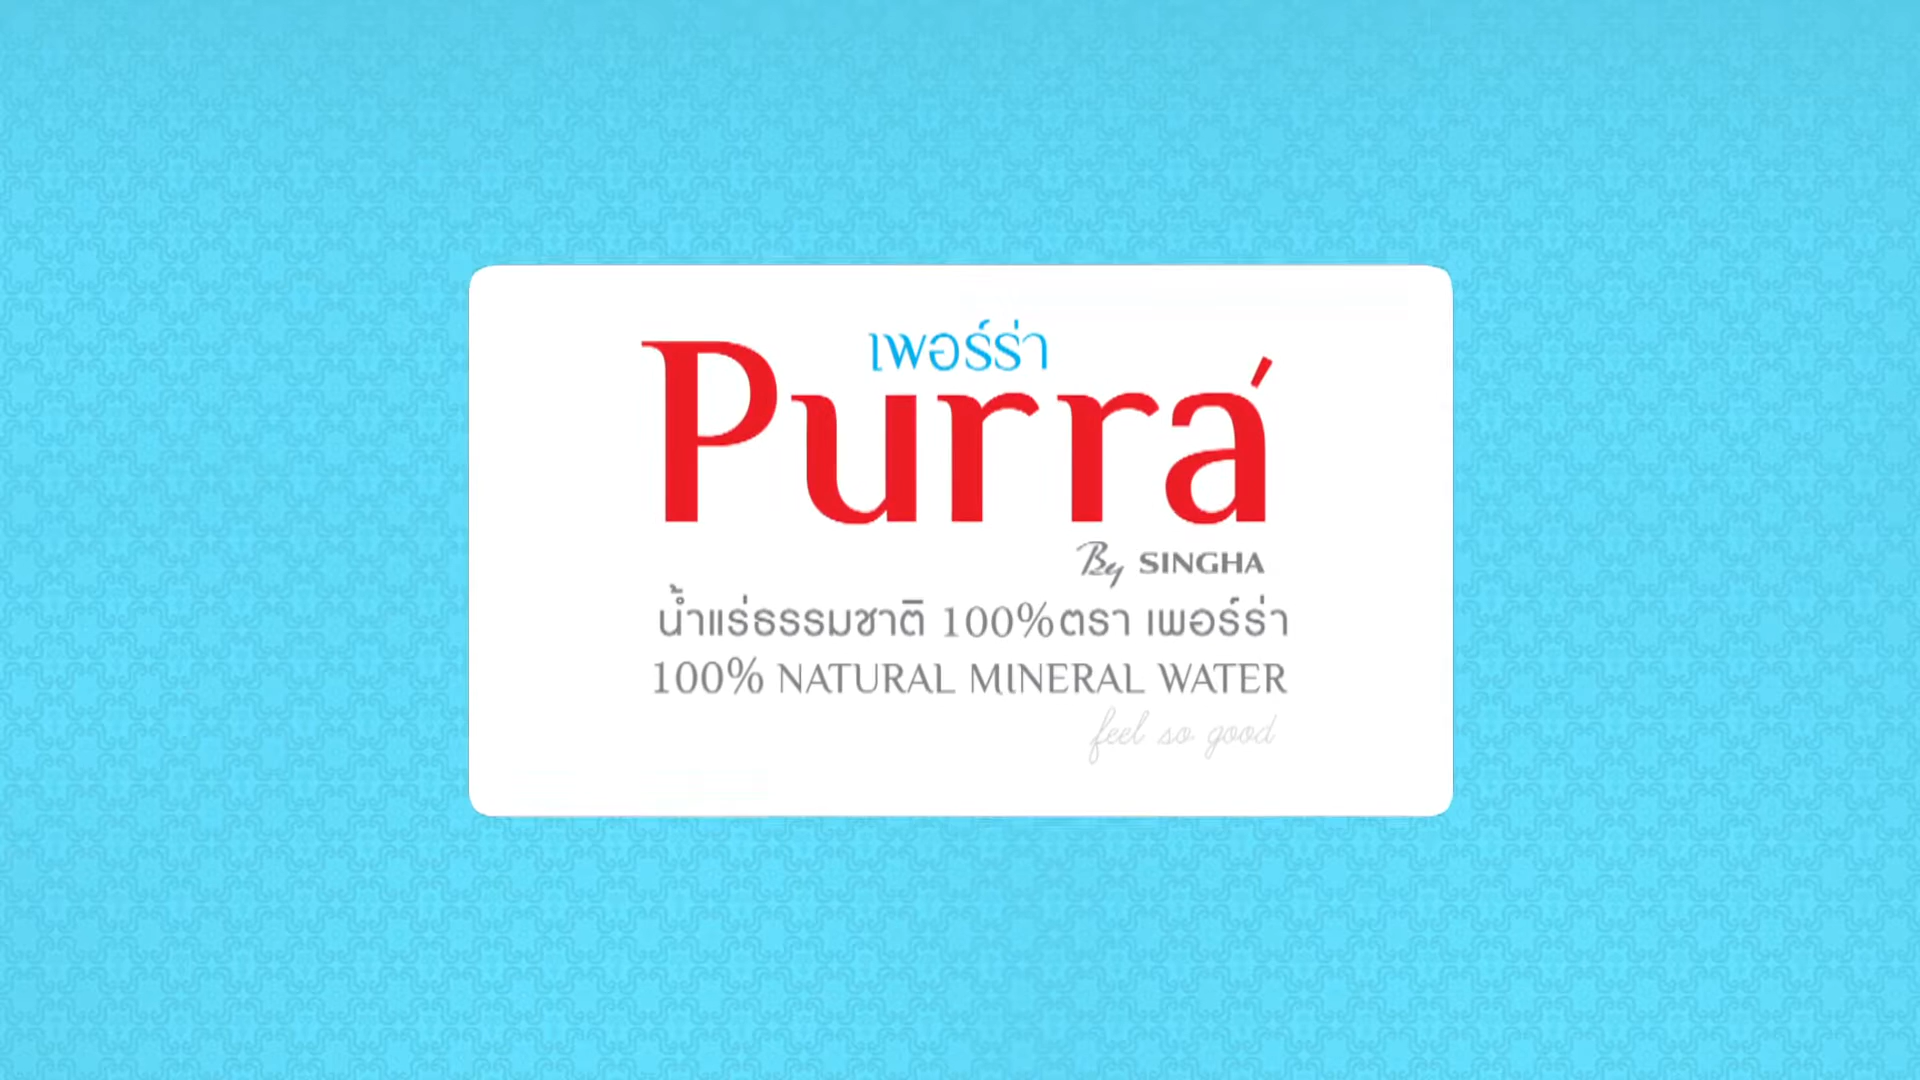 เพอร์ร่า
Purrá
By SINGHA
น้ำแร่ธรรมชาติ 100%ตรา เพอร์ร่า
100% NATURAL MINERAL WATER
feel so good